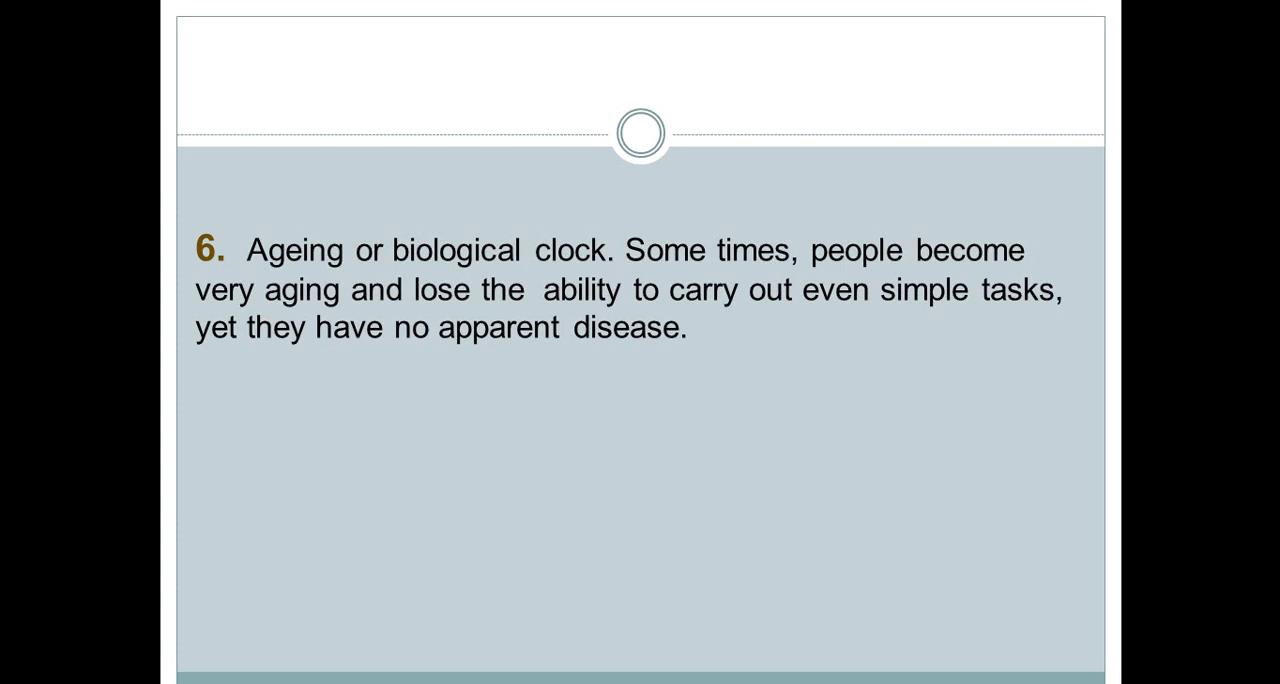 6. Ageing or biological clock. Some times, people become
very aging and lose the ability to carry out even simple tasks,
yet they have no apparent disease.